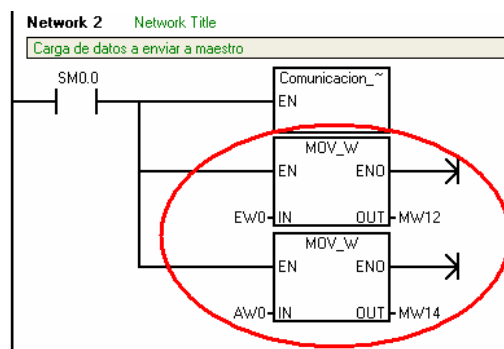 Network 2 Network Title
Carga de datos a enviar a maestro
SM0.0
Comunicacion_~
EN
MOV_W
EN ENO
EW0 IN OUT MW12
MOV_W
EN ENO
AW0 IN OUT MW14